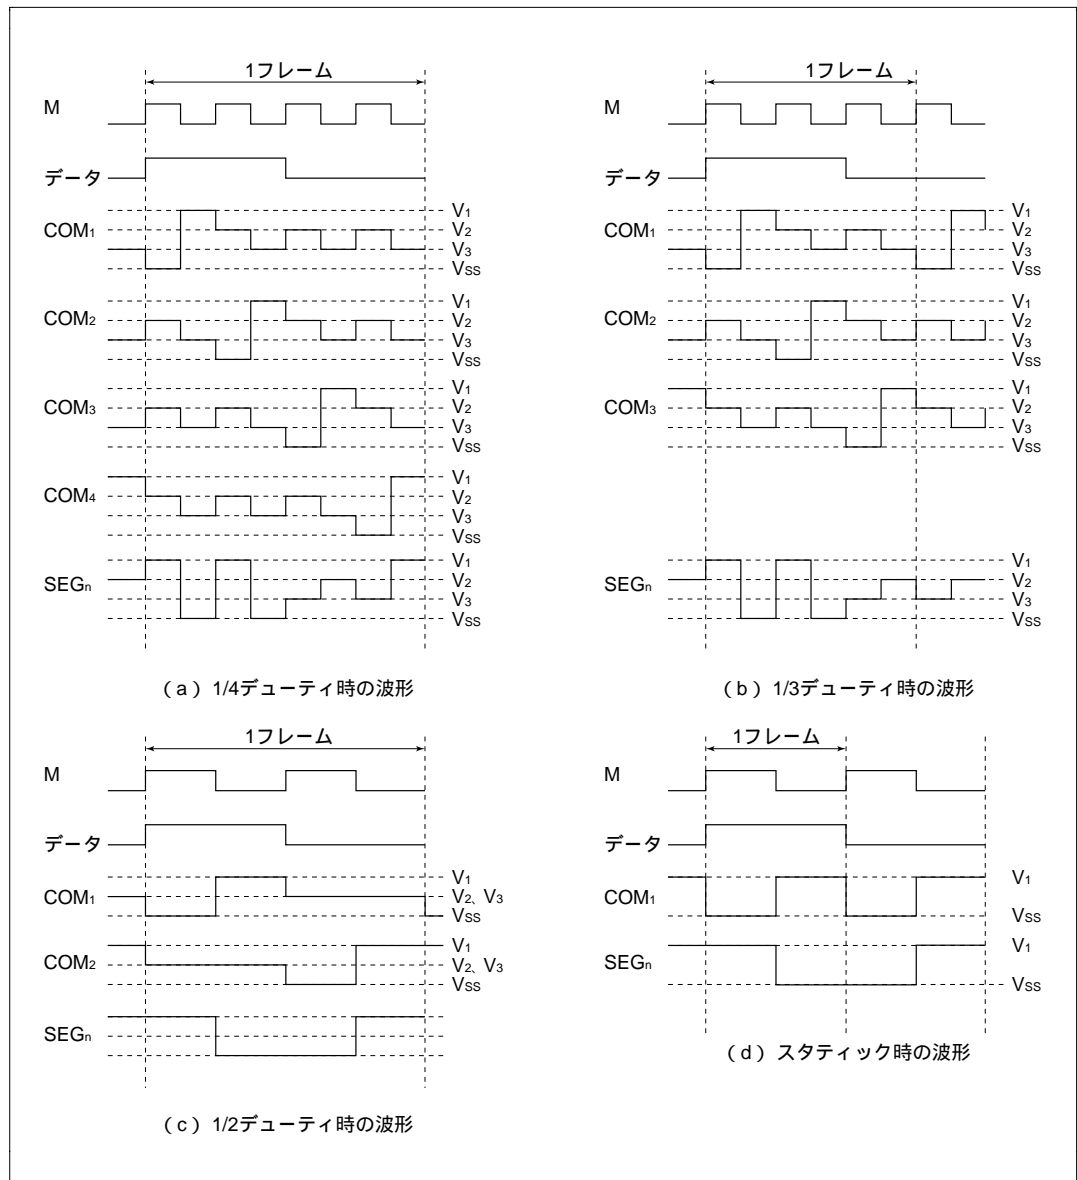 1フレーム
M
データ
COM1
V1
V2
V3
VSS
COM2
V1
V2
V3
VSS
COM3
V1
V2
V3
VSS
COM4
V1
V2
V3
VSS
SEGn
V1
V2
V3
VSS
(a) 1/4デューティ時の波形
1フレーム
M
データ
COM1
V1
V2
V3
VSS
COM2
V1
V2
V3
VSS
COM3
V1
V2
V3
VSS
SEGn
V1
V2
V3
VSS
(b) 1/3デューティ時の波形
1フレーム
M
データ
COM1
V1
V2、V3
VSS
COM2
V1
V2、V3
VSS
SEGn
(c) 1/2デューティ時の波形
1フレーム
M
データ
COM1
V1
VSS
SEGn
V1
VSS
(d) スタティック時の波形